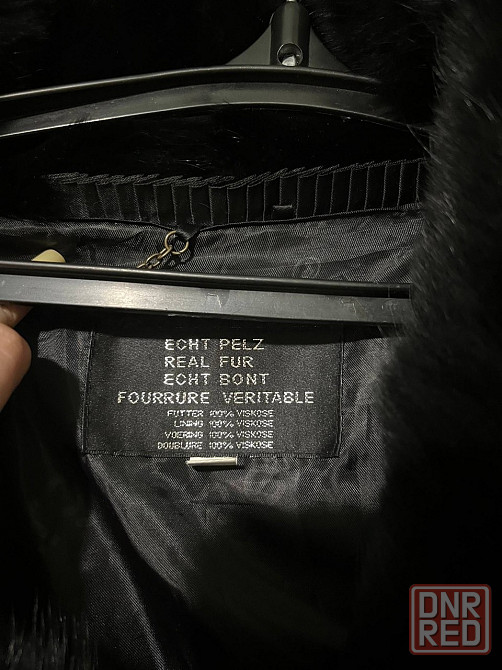 ECHT PELZ
REAL FUR
ECHT BONT
FOURRURE VERITABLE
FUTTER 100% VISKOSE
LINING 100% VISKOSE
VOERING 100% VISKOSE
DOUBLURE 100% VISKOSE
DNR
RED